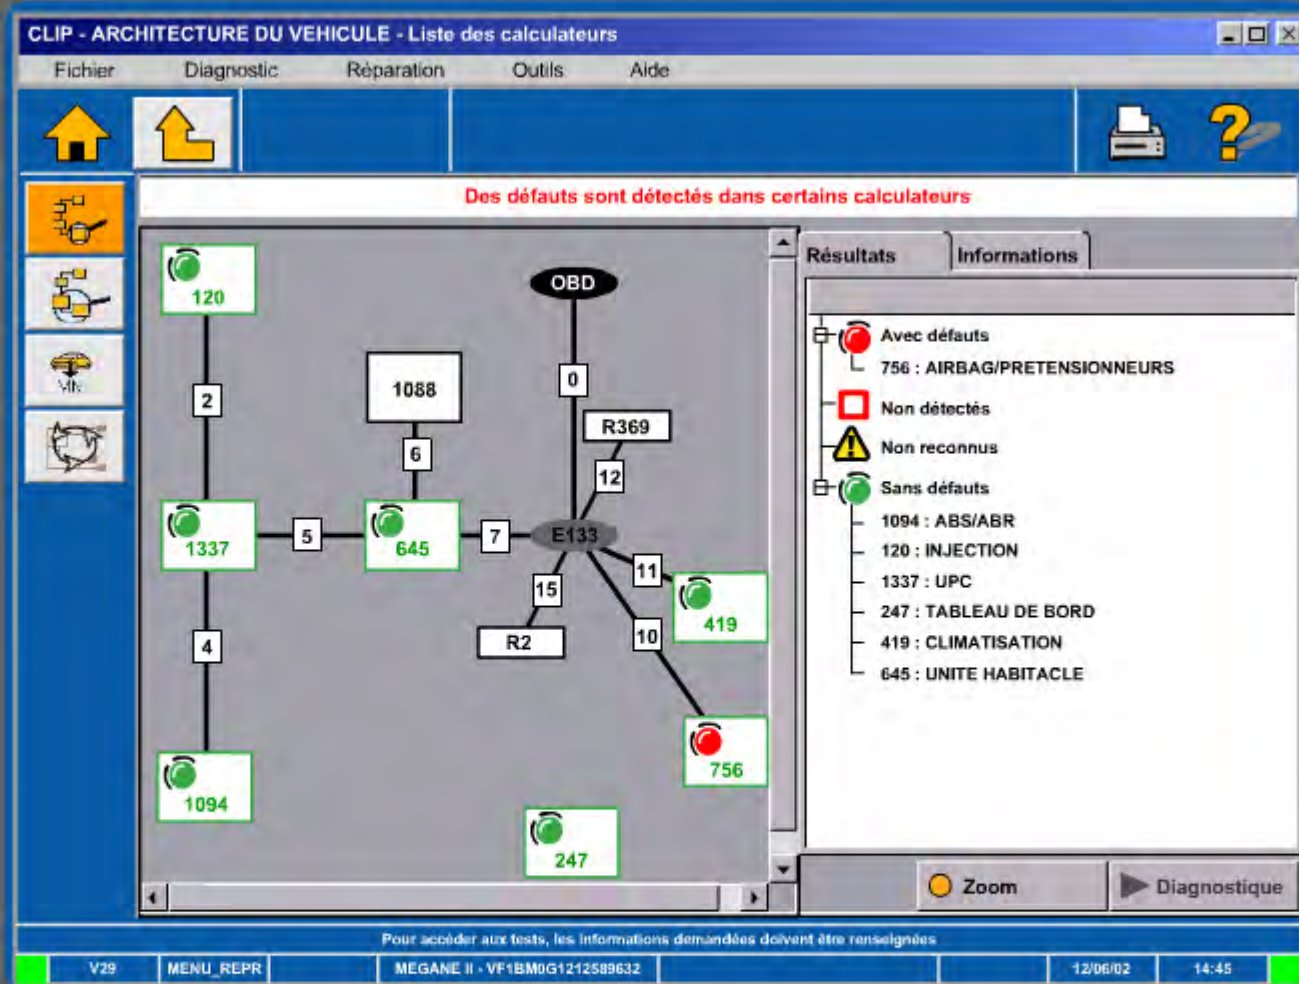 CLIP - ARCHITECTURE DU VEHICULE - Liste des calculateurs
Fichier Diagnostic Réparation Outils Aide
Des défauts sont détectés dans certains calculateurs
VIN
120
2
1088
6
OBD
0
R369
12
1337
5
645
7
E133
11
419
15
R2
10
4
756
1094
247
Résultats Informations
Avec défauts
756 : AIRBAG/PRETENSIONNEURS
Non détectés
Non reconnus
Sans défauts
1094 : ABS/ABR
120 : INJECTION
1337 : UPC
247 : TABLEAU DE BORD
419 : CLIMATISATION
645 : UNITE HABITACLE
Zoom Diagnostique
Pour accéder aux tests, les informations demandées doivent être renseignées
V29 MENU_REPR MEGANE II - VF1BM0G1212589632 12/06/02 14:45